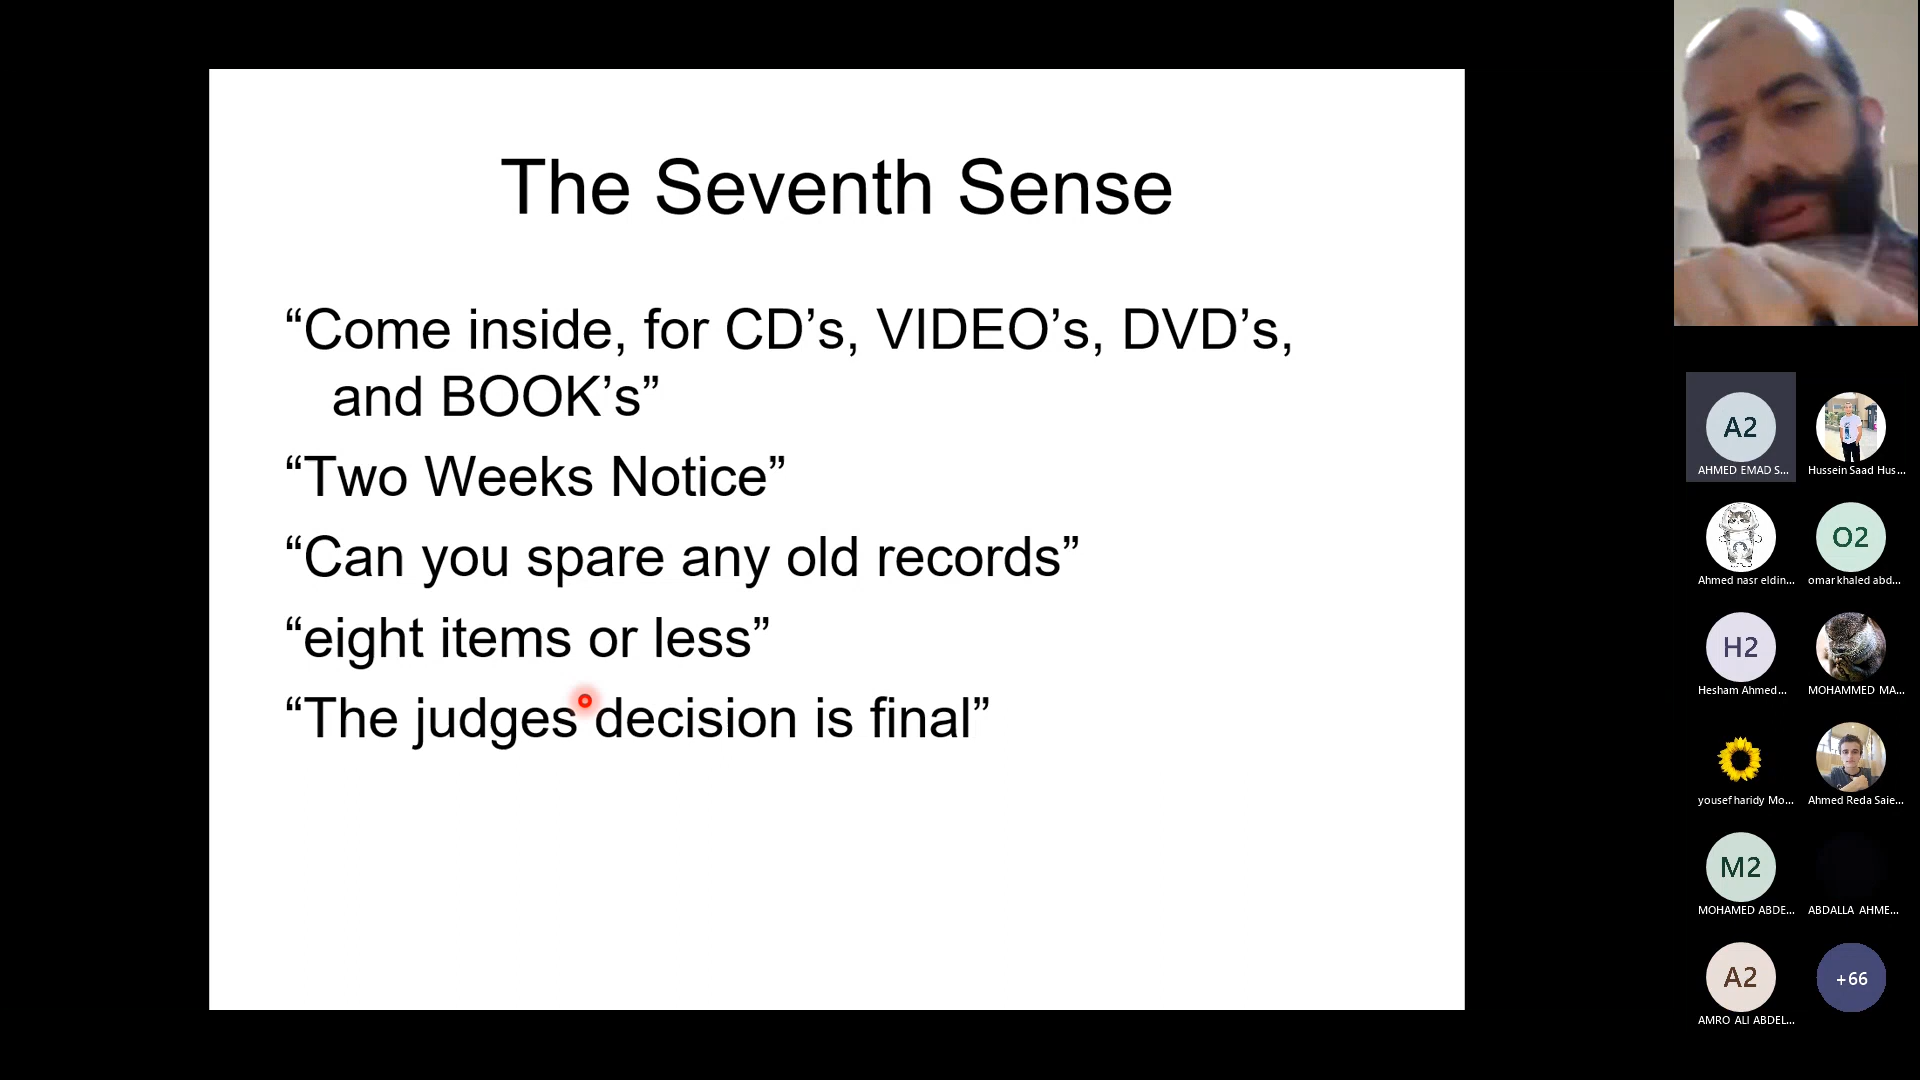 The Seventh Sense
“Come inside, for CD’s, VIDEO’s, DVD’s,
and BOOK’s”
“Two Weeks Notice”
“Can you spare any old records”
“eight items or less”
“The judges decision is final”
A2
AHMED EMAD S...
Hussein Saad Hus...
Ahmed nasr eldin...
O2
omar khaled abd...
H2
Hesham Ahmed...
MOHAMMED MA...
yousef haridy Mo...
Ahmed Reda Saie...
M2
MOHAMED ABDE...
ABDALLA AHME...
A2
AMRO ALI ABDEL...
+66